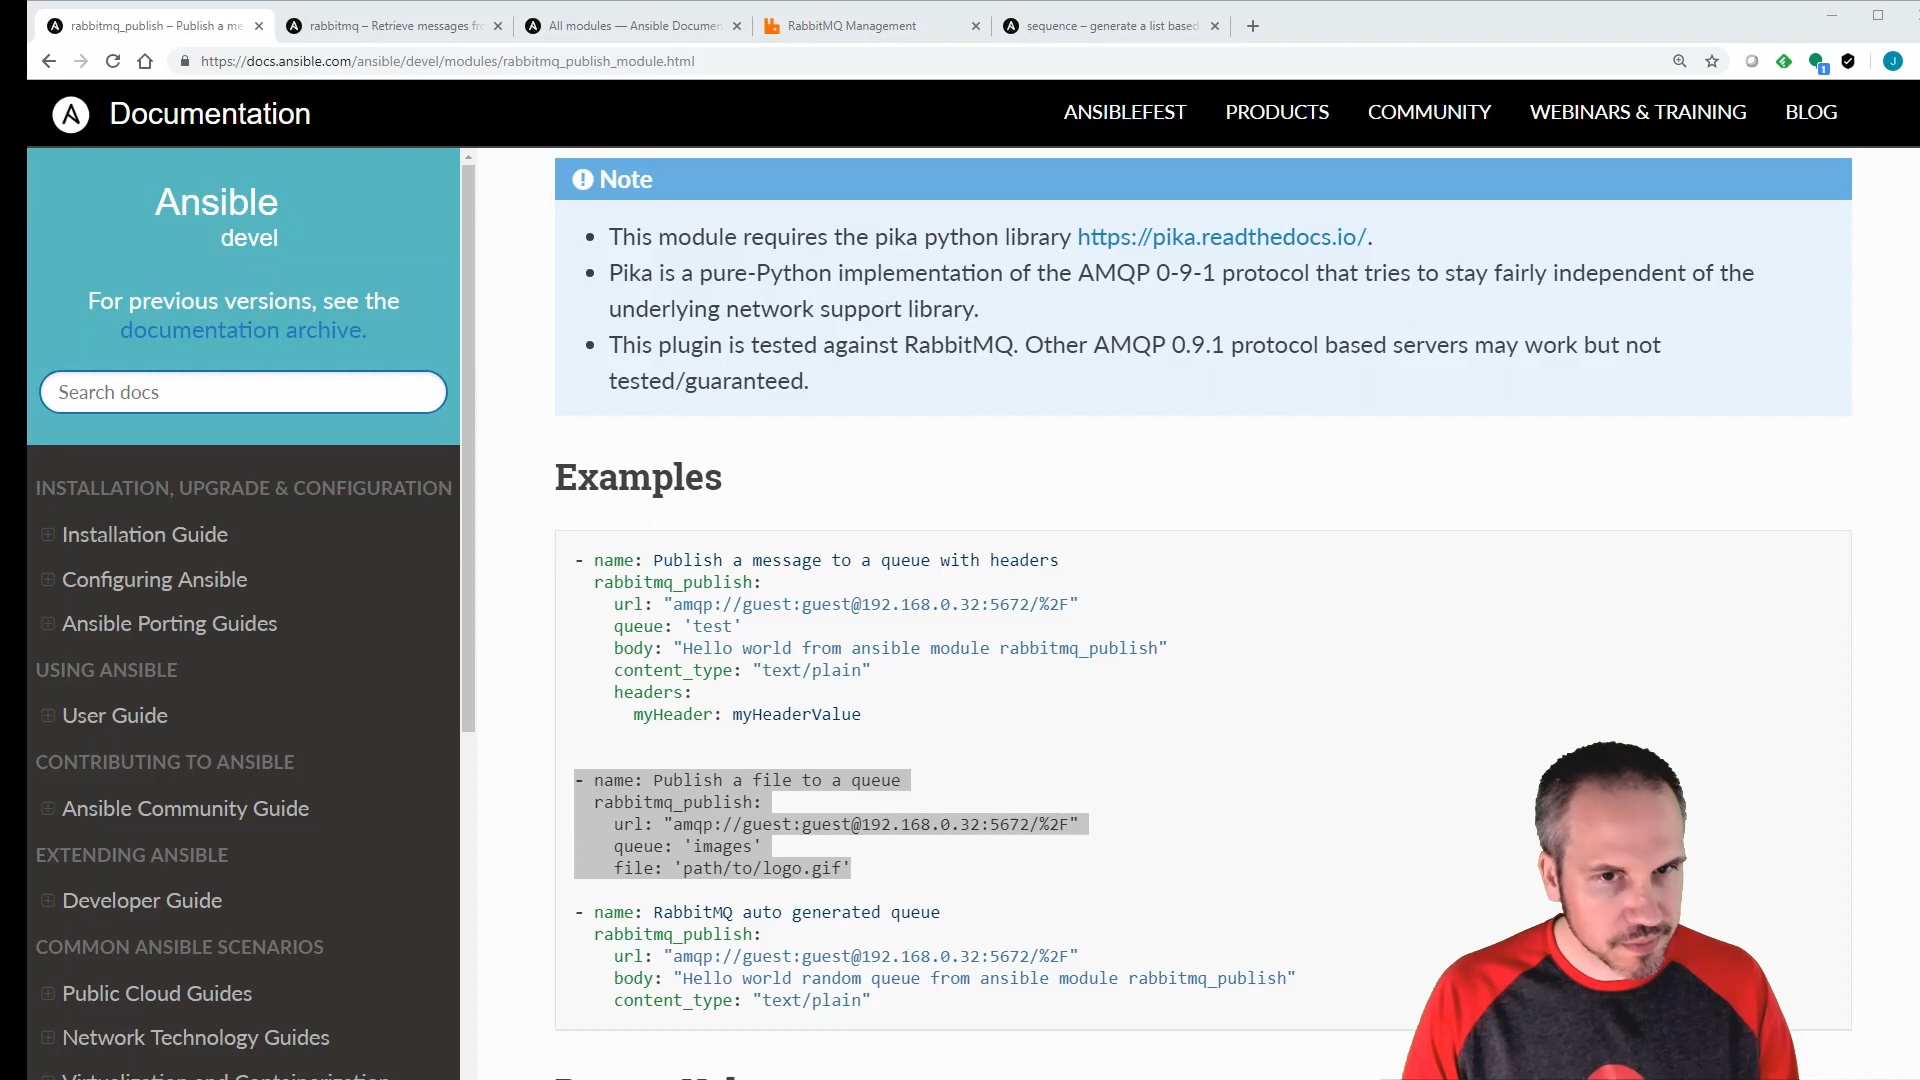 rabbitmq_publish – Publish a me
rabbitmq – Retrieve messages fr
All modules — Ansible Documen
RabbitMQ Management
sequence – generate a list based
https://docs.ansible.com/ansible/devel/modules/rabbitmq_publish_module.html
1
J
Documentation
ANSIBLEFEST
PRODUCTS
COMMUNITY
WEBINARS & TRAINING
BLOG
Ansible
devel
For previous versions, see the
documentation archive.
Search docs
INSTALLATION, UPGRADE & CONFIGURATION
Installation Guide
Configuring Ansible
Ansible Porting Guides
USING ANSIBLE
User Guide
CONTRIBUTING TO ANSIBLE
Ansible Community Guide
EXTENDING ANSIBLE
Developer Guide
COMMON ANSIBLE SCENARIOS
Public Cloud Guides
Network Technology Guides
Virtualization and Containerization
Note
This module requires the pika python library https://pika.readthedocs.io/.
Pika is a pure-Python implementation of the AMQP 0-9-1 protocol that tries to stay fairly independent of the
underlying network support library.
This plugin is tested against RabbitMQ. Other AMQP 0.9.1 protocol based servers may work but not
tested/guaranteed.
Examples
- name: Publish a message to a queue with headers
rabbitmq_publish:
url: "amqp://guest:guest@192.168.0.32:5672/%2F"
queue: 'test'
body: "Hello world from ansible module rabbitmq_publish"
content_type: "text/plain"
headers:
myHeader: myHeaderValue
- name: Publish a file to a queue
rabbitmq_publish:
url: "amqp://guest:guest@192.168.0.32:5672/%2F"
queue: 'images'
file: 'path/to/logo.gif'
- name: RabbitMQ auto generated queue
rabbitmq_publish:
url: "amqp://guest:guest@192.168.0.32:5672/%2F"
body: "Hello world random queue from ansible module rabbitmq_publish"
content_type: "text/plain"